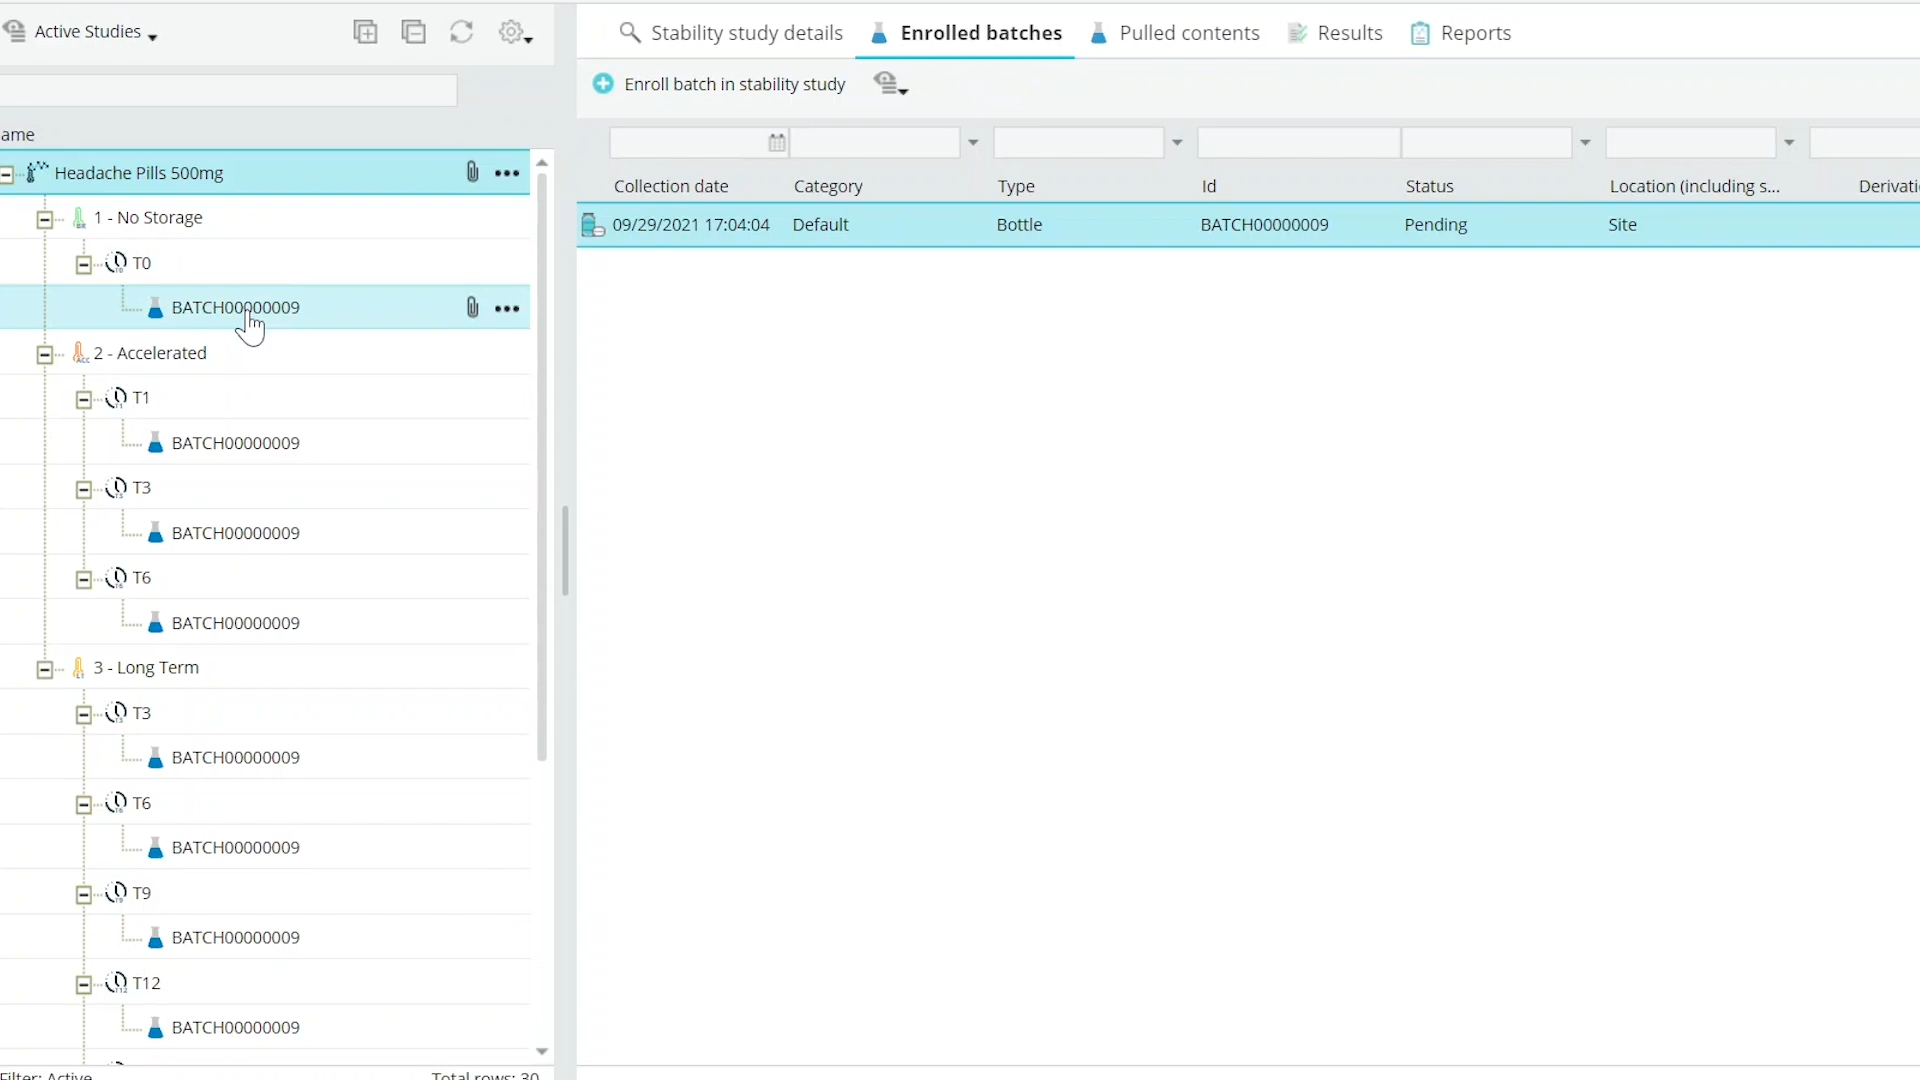 Active Studies
Stability study details
Enrolled batches
Pulled contents
Results
Reports
Enroll batch in stability study
ame
Collection date
Category
Type
Id
Status
Location (including s...
Derivati
09/29/2021 17:04:04
Default
Bottle
BATCH00000009
Pending
Site
Headache Pills 500mg
1 - No Storage
T0
BATCH00000009
2 - Accelerated
T1
BATCH00000009
T3
BATCH00000009
T6
BATCH00000009
3 - Long Term
T3
BATCH00000009
T6
BATCH00000009
T9
BATCH00000009
T12
BATCH00000009
Filter: Active
Total rows: 30